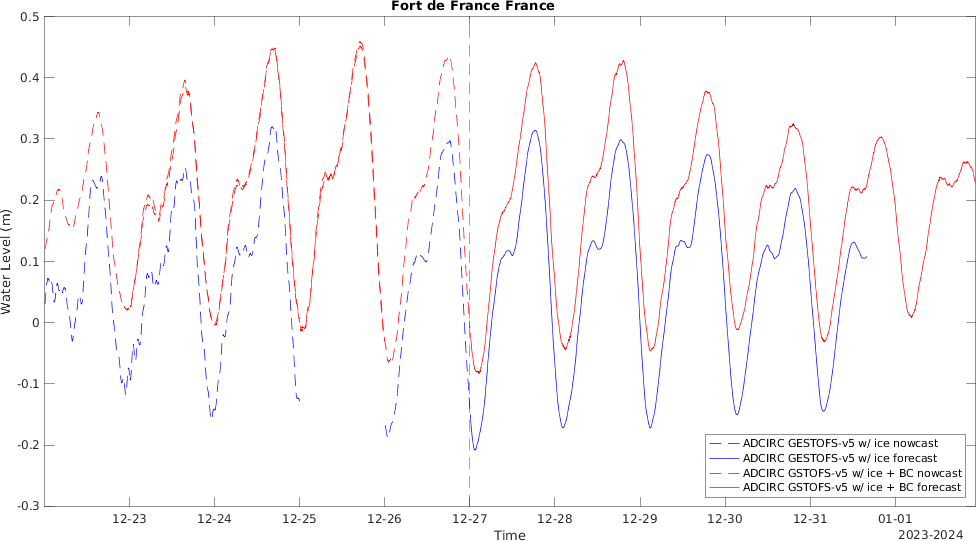 Fort de France France
0.5
0.4
0.3
0.2
0.1
0
-0.1
-0.2
-0.3
Water Level (m)
12-23 12-24 12-25 12-26 12-27 12-28 12-29 12-30 12-31 01-01
Time
2023-2024
ADCIRC GESTOFS-v5 w/ ice nowcast
ADCIRC GESTOFS-v5 w/ ice forecast
ADCIRC GSTOFS-v5 w/ ice + BC nowcast
ADCIRC GSTOFS-v5 w/ ice + BC forecast